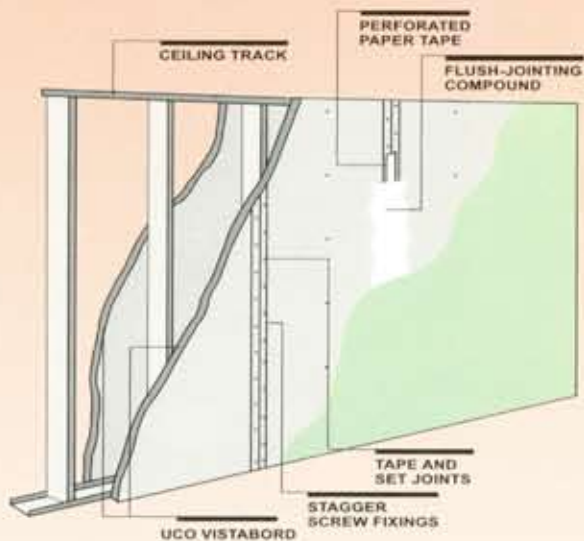 CEILING TRACK
PERFORATED
PAPER TAPE
FLUSH-JOINTING
COMPOUND
TAPE AND
SET JOINTS
STAGGER
SCREW FIXINGS
UCO VISTABORD